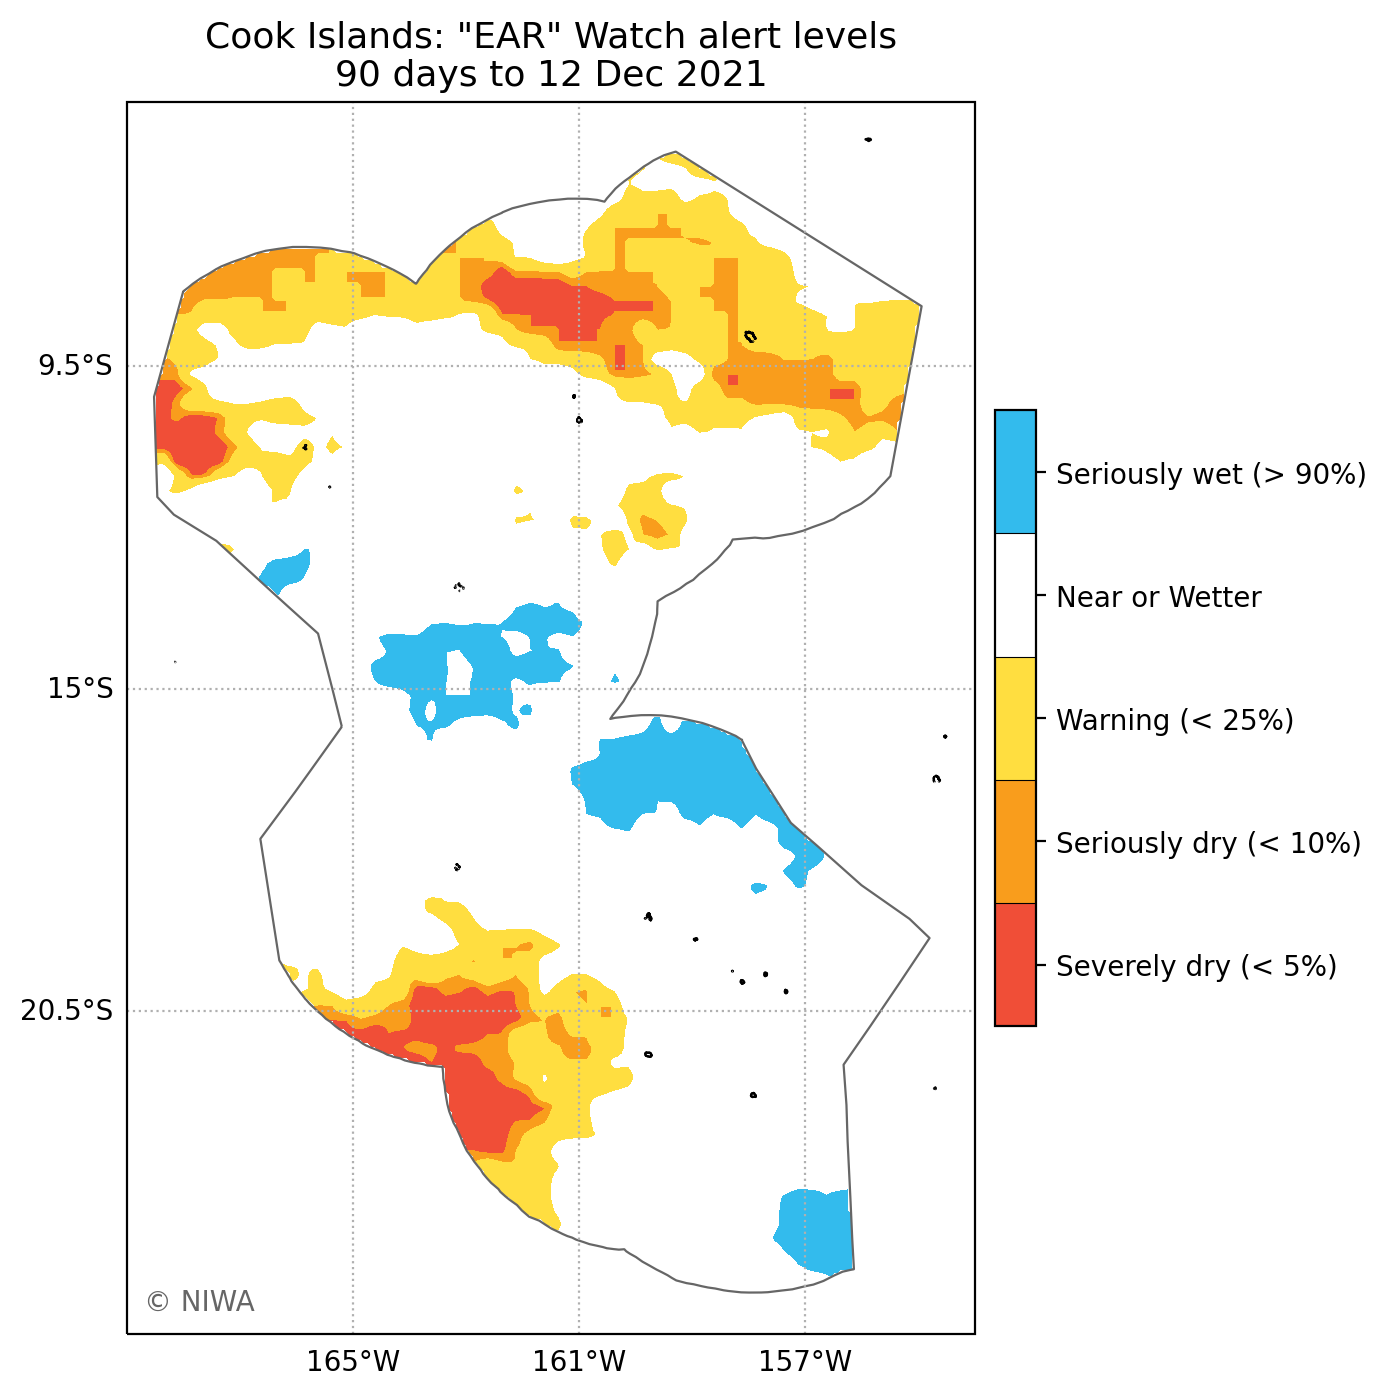 Cook Islands: "EAR" Watch alert levels
90 days to 12 Dec 2021
9.5°S
15°S
20.5°S
165°W
161°W
157°W
Seriously wet (> 90%)
Near or Wetter
Warning (< 25%)
Seriously dry (< 10%)
Severely dry (< 5%)
© NIWA